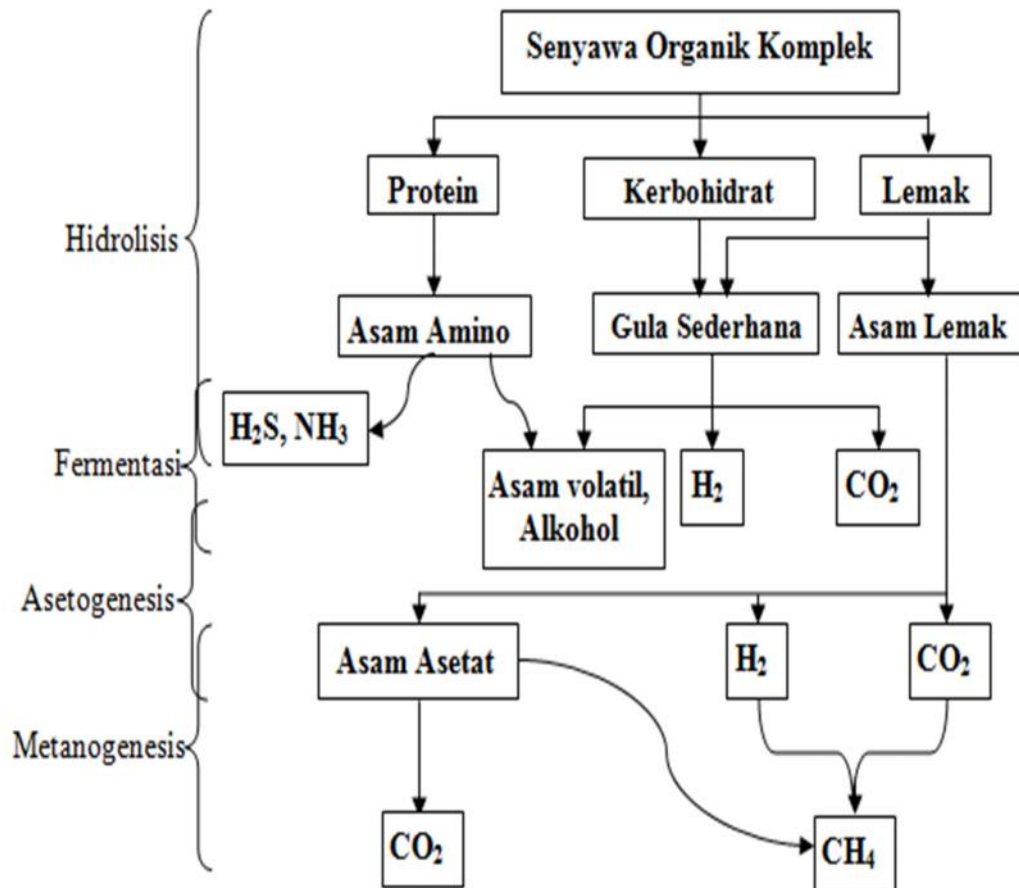 Senyawa Organik Komplek
Protein
Kerbohidrat
Lemak
Hidrolisis
Asam Amino
Gula Sederhana
Asam Lemak
H₂S, NH₃
Fermentasi
Asam volatil,
Alkohol
H₂
CO₂
Asetogenesis
Asam Asetat
H₂
CO₂
Metanogenesis
CO₂
CH₄